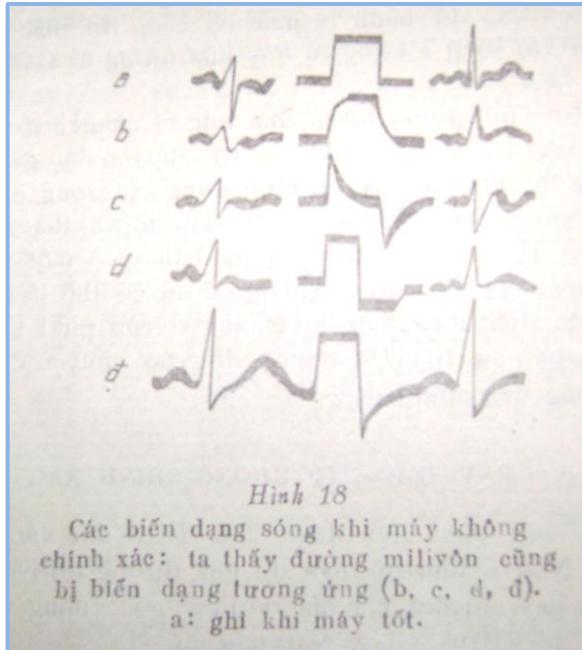 a
b
c
d
đ
Hình 18
Các biến dạng sóng khi máy không
chính xác: ta thấy đường milivôn cũng
bị biến dạng tương ứng (b, c, d, đ).
a: ghi khi máy tốt.